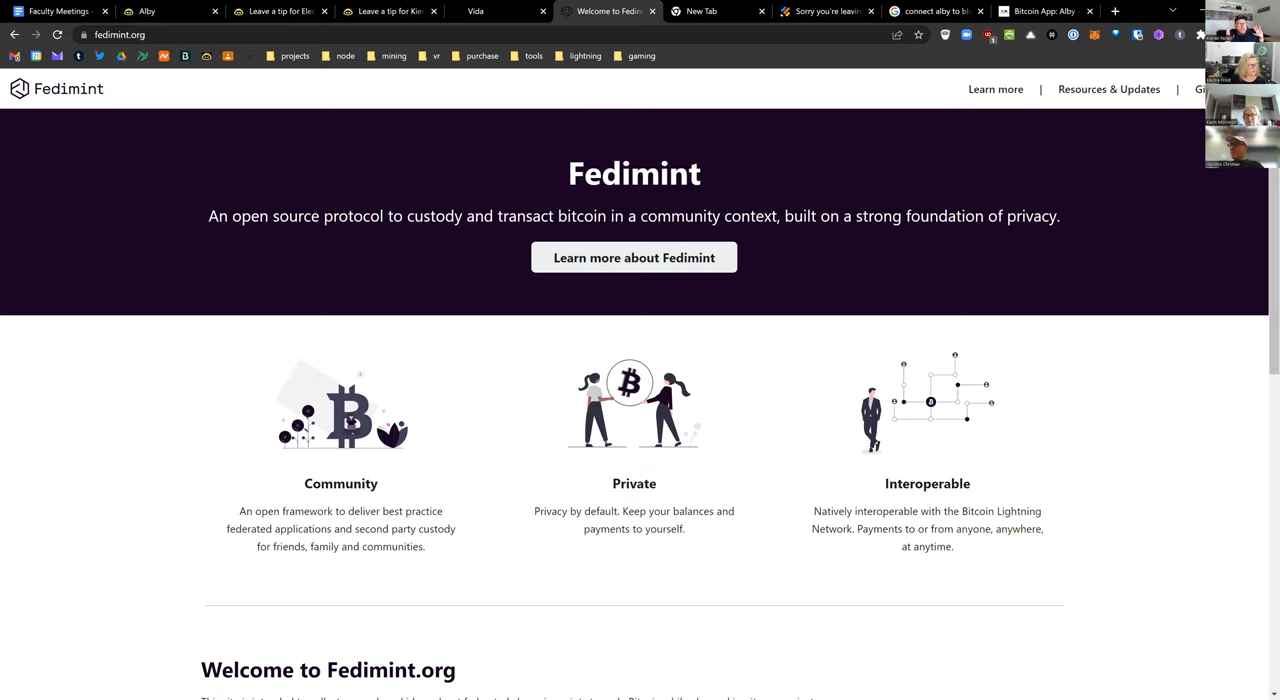 Faculty Meetings -
Alby
Leave a tip for Elec
Leave a tip for Kier
Vida
Welcome to Fedim
New Tab
Sorry you're leavin
connect alby to bl
Bitcoin App: Alby -
fedimint.org
projects
node
mining
vr
purchase
tools
lightning
gaming
Fedimint
Learn more | Resources & Updates | Gi
Fedimint
An open source protocol to custody and transact bitcoin in a community context, built on a strong foundation of privacy.
Learn more about Fedimint
Community
An open framework to deliver best practice
federated applications and second party custody
for friends, family and communities.
Private
Privacy by default. Keep your balances and
payments to yourself.
Interoperable
Natively interoperable with the Bitcoin Lightning
Network. Payments to or from anyone, anywhere,
at anytime.
Welcome to Fedimint.org